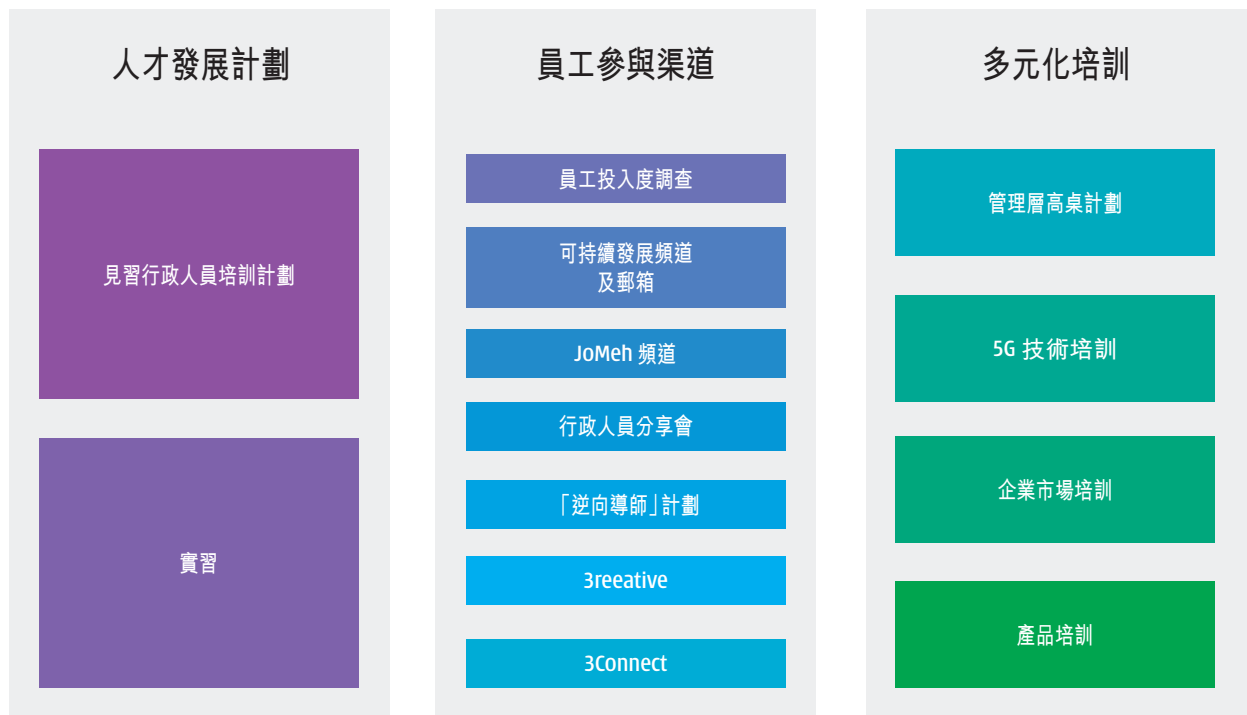 人才發展計劃
見習行政人員培訓計劃
實習
員工參與渠道
員工投入度調查
可持續發展頻道
及郵箱
JoMeh 頻道
行政人員分享會
「逆向導師」計劃
3reeative
3Connect
多元化培訓
管理層高桌計劃
5G 技術培訓
企業市場培訓
產品培訓